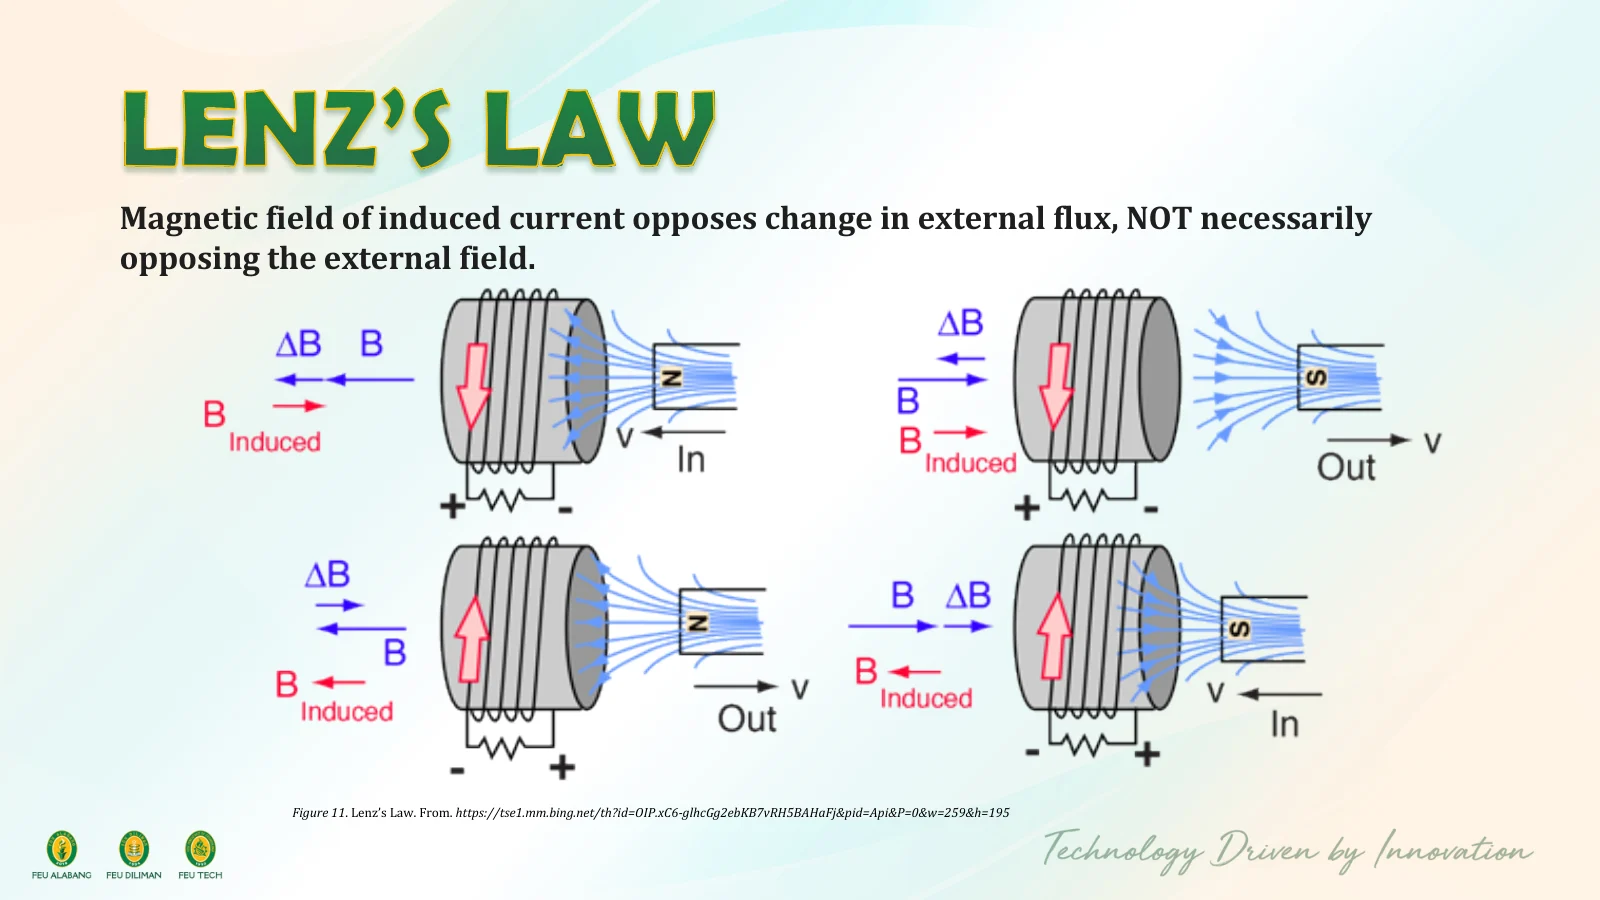 LENZ'S LAW
Magnetic field of induced current opposes change in external flux, NOT necessarily
opposing the external field.
ΔB B
B
Induced
N
v
In
+ -
ΔB
B
B
Induced
S
v
Out
+ -
ΔB
B
B
Induced
N
v
Out
- +
B ΔB
B
Induced
S
v
In
- +
Figure 11. Lenz's Law. From. https://tse1.mm.bing.net/th?id=OIP.xC6-glhcGg2ebKB7vRH5BAHaFj&pid=Api&P=0&w=259&h=195
FEU ALABANG FEU DILIMAN FEU TECH
Technology Driven by Innovation